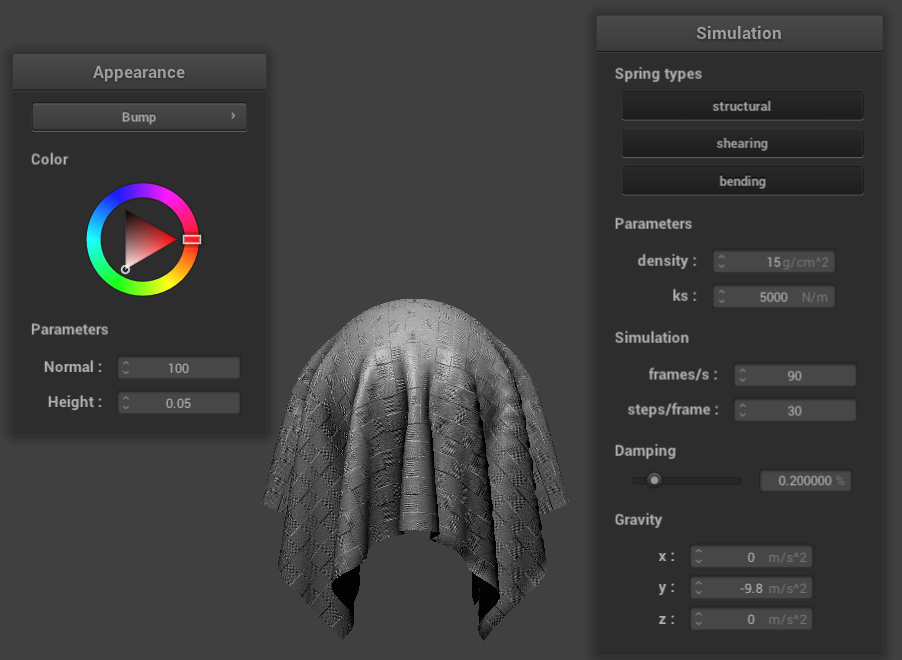 Appearance
Bump
Color
Parameters
Normal : 100
Height : 0.05
Simulation
Spring types
structural
shearing
bending
Parameters
density : 15 g/cm^2
ks : 5000 N/m
Simulation
frames/s : 90
steps/frame : 30
Damping
0.200000 %
Gravity
x : 0 m/s^2
y : -9.8 m/s^2
z : 0 m/s^2